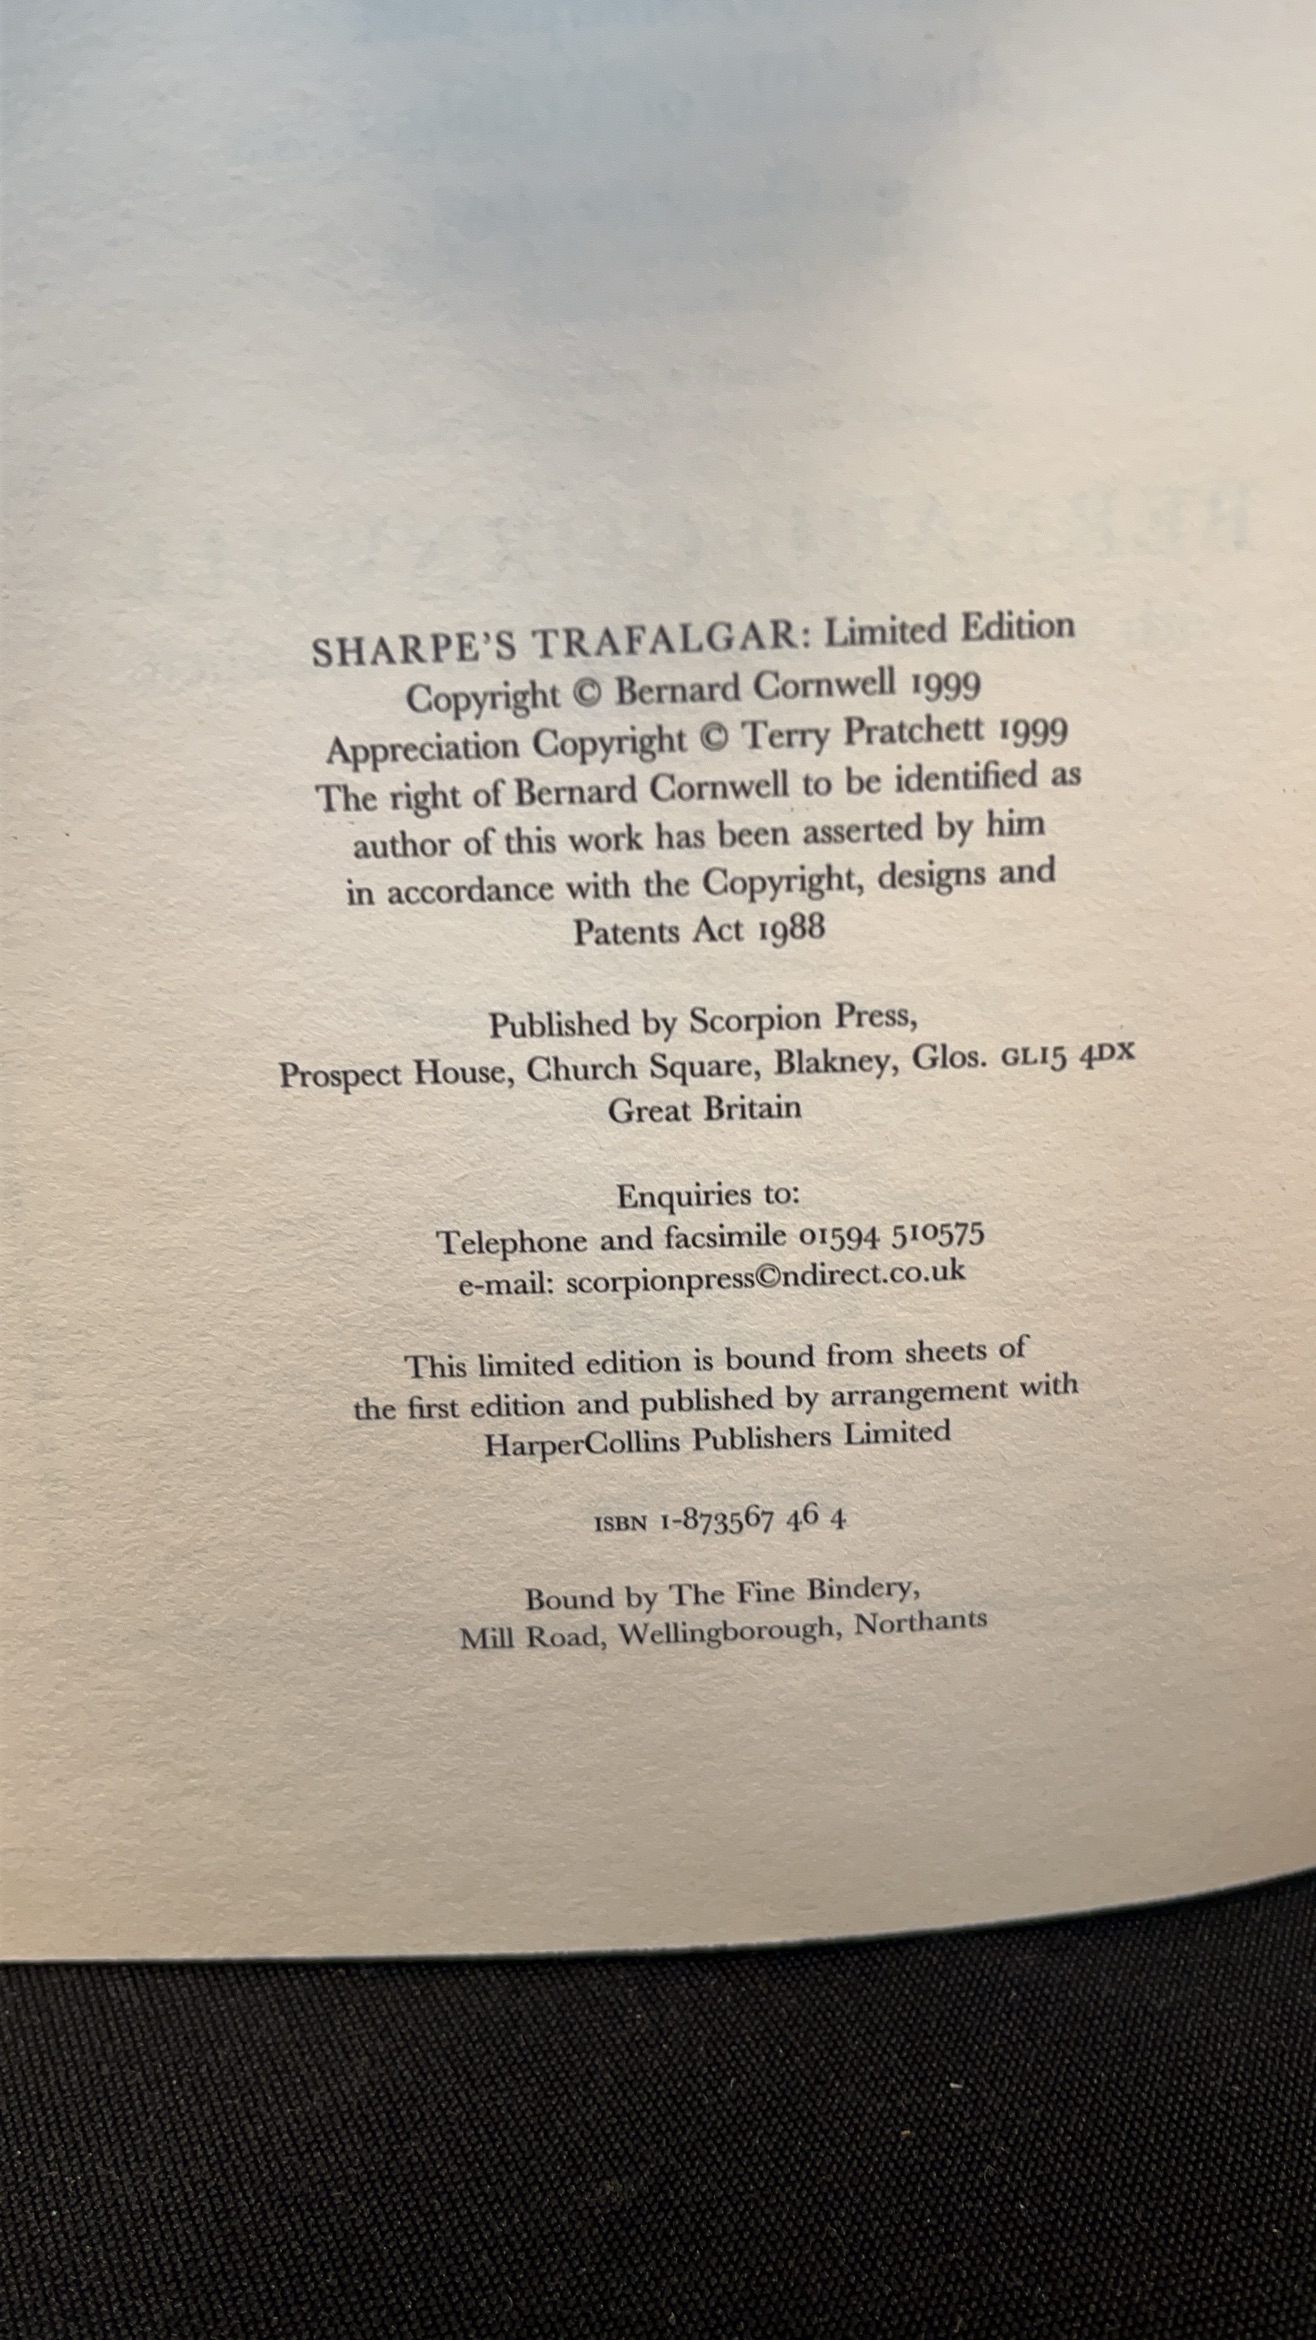 SHARPE'S TRAFALGAR: Limited Edition
Copyright © Bernard Cornwell 1999
Appreciation Copyright © Terry Pratchett 1999
The right of Bernard Cornwell to be identified as
author of this work has been asserted by him
in accordance with the Copyright, designs and
Patents Act 1988
Published by Scorpion Press,
Prospect House, Church Square, Blakney, Glos. GL15 4DX
Great Britain
Enquiries to:
Telephone and facsimile 01594 510575
e-mail: scorpionpress©ndirect.co.uk
This limited edition is bound from sheets of
the first edition and published by arrangement with
HarperCollins Publishers Limited
ISBN 1-873567 46 4
Bound by The Fine Bindery,
Mill Road, Wellingborough, Northants